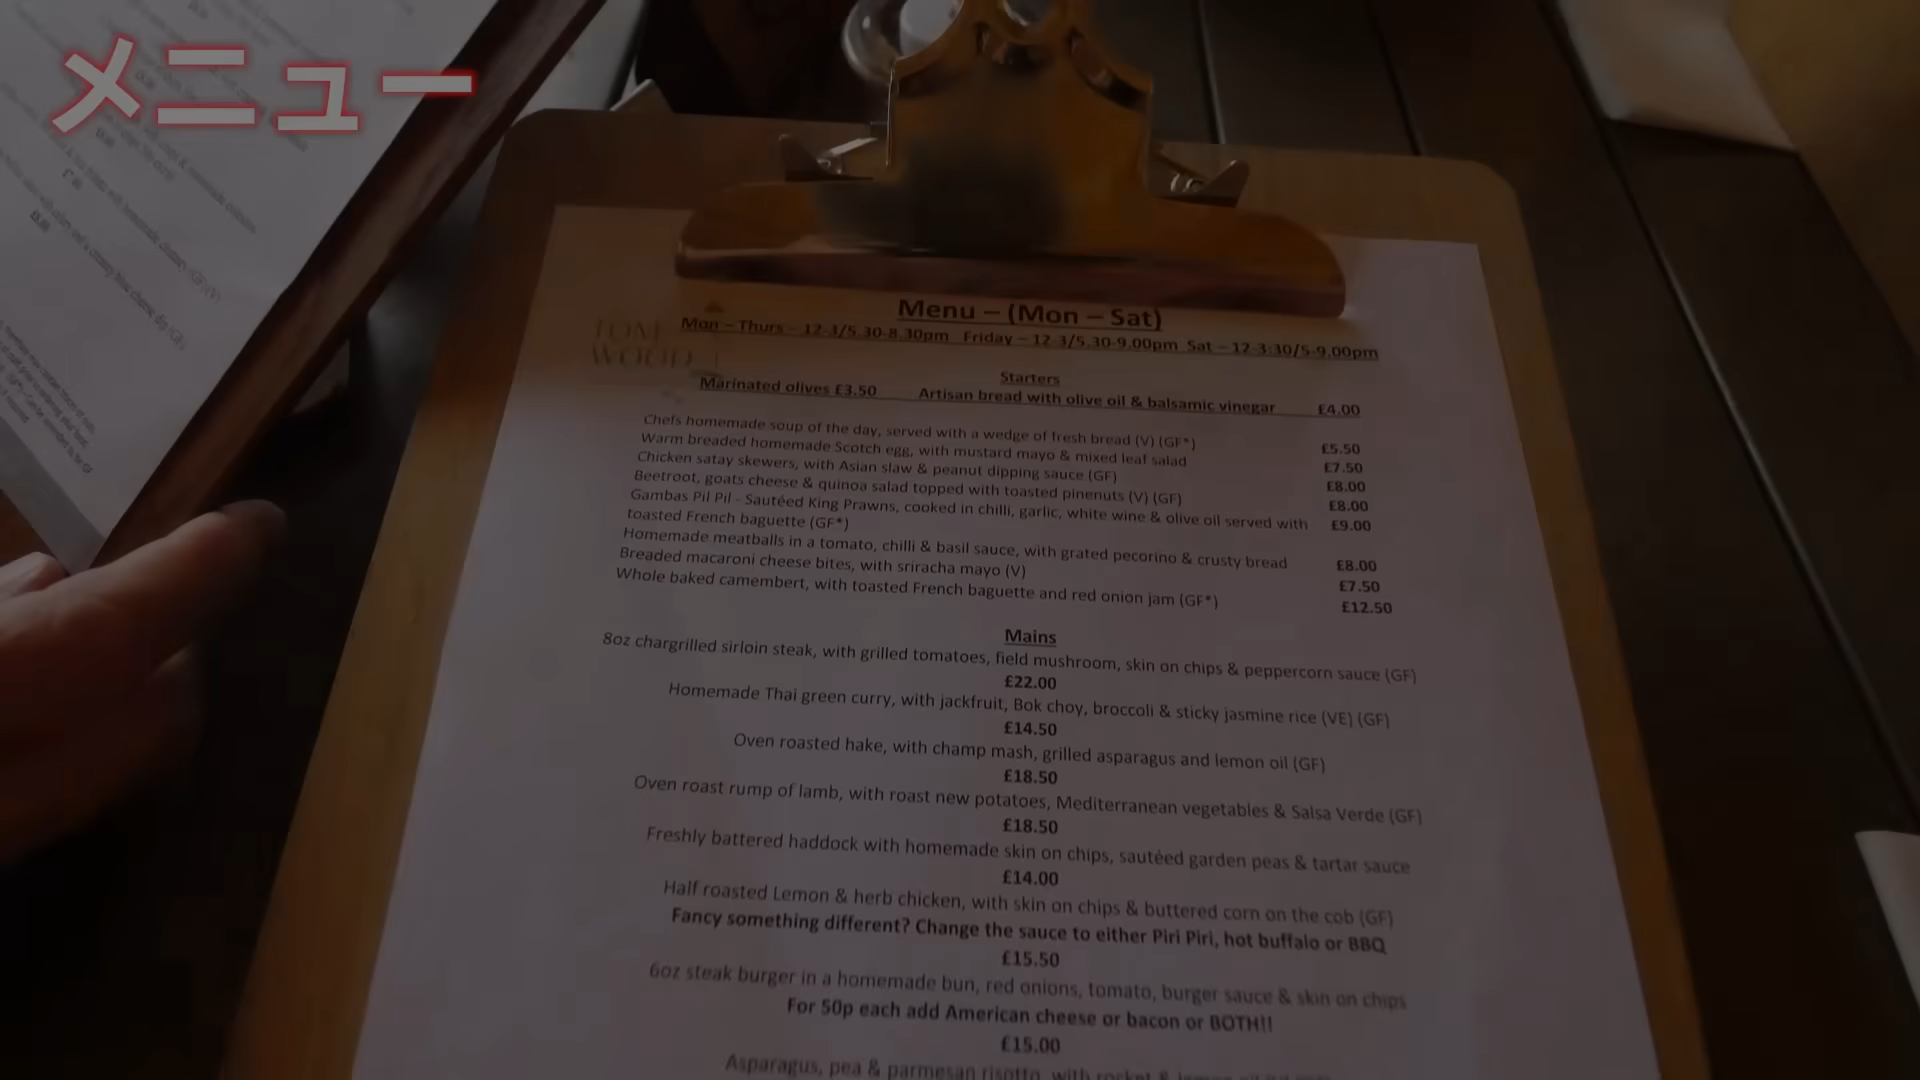 メニュー
Menu – (Mon – Sat)
TOM
WOOD
Mon – Thurs – 12-3/5.30-8.30pm Friday – 12-3/5.30-9.00pm Sat – 12-3:30/5-9.00pm
Starters
Marinated olives £3.50 Artisan bread with olive oil & balsamic vinegar £4.00
Chefs homemade soup of the day, served with a wedge of fresh bread (V) (GF*) £5.50
Warm breaded homemade Scotch egg, with mustard mayo & mixed leaf salad £7.50
Chicken satay skewers, with Asian slaw & peanut dipping sauce (GF) £8.00
Beetroot, goats cheese & quinoa salad topped with toasted pinenuts (V) (GF) £8.00
Gambas Pil Pil - Sautéed King Prawns, cooked in chilli, garlic, white wine & olive oil served with £9.00
toasted French baguette (GF*)
Homemade meatballs in a tomato, chilli & basil sauce, with grated pecorino & crusty bread £8.00
Breaded macaroni cheese bites, with sriracha mayo (V) £7.50
Whole baked camembert, with toasted French baguette and red onion jam (GF*) £12.50
Mains
8oz chargrilled sirloin steak, with grilled tomatoes, field mushroom, skin on chips & peppercorn sauce (GF)
£22.00
Homemade Thai green curry, with jackfruit, Bok choy, broccoli & sticky jasmine rice (VE) (GF)
£14.50
Oven roasted hake, with champ mash, grilled asparagus and lemon oil (GF)
£18.50
Oven roast rump of lamb, with roast new potatoes, Mediterranean vegetables & Salsa Verde (GF)
£18.50
Freshly battered haddock with homemade skin on chips, sautéed garden peas & tartar sauce
£14.00
Half roasted Lemon & herb chicken, with skin on chips & buttered corn on the cob (GF)
Fancy something different? Change the sauce to either Piri Piri, hot buffalo or BBQ
£15.50
6oz steak burger in a homemade bun, red onions, tomato, burger sauce & skin on chips
For 50p each add American cheese or bacon or BOTH!!
£15.00
Asparagus, pea & parmesan risotto, with rocket &